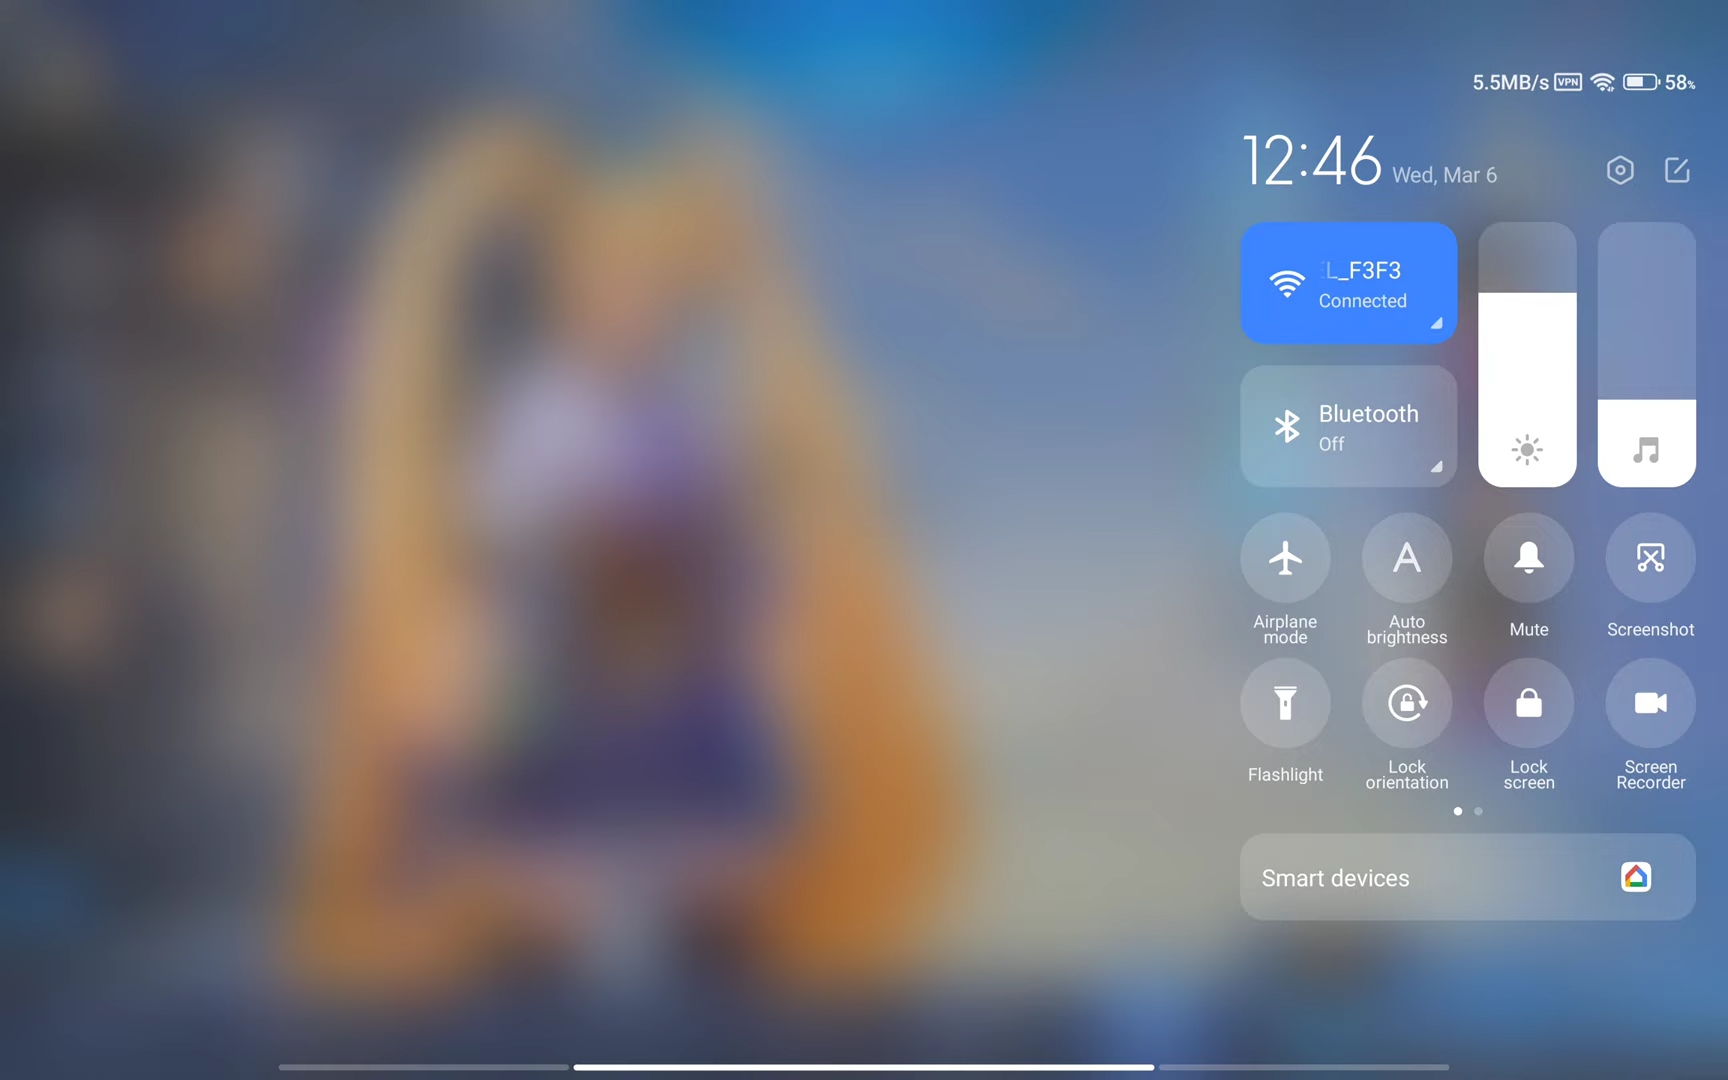 5.5MB/s VPN 58%
12:46 Wed, Mar 6
L_F3F3
Connected
Bluetooth
Off
A
Airplane
mode
Auto
brightness
Mute
Screenshot
Flashlight
Lock
orientation
Lock
screen
Screen
Recorder
Smart devices